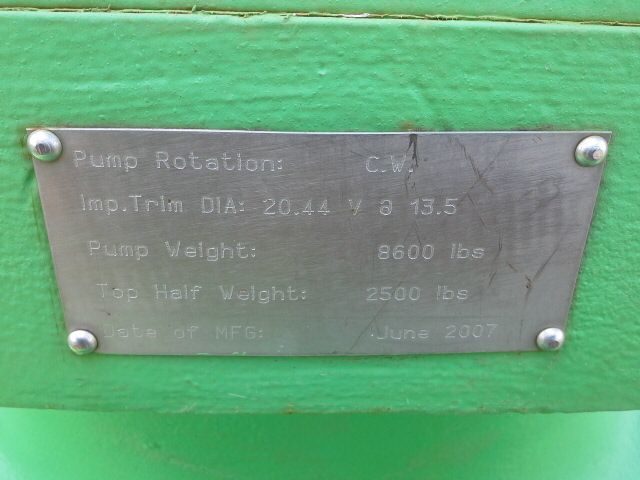 Pump Rotation: C.W.
Imp.Trim DIA: 20.44 V @ 13.5
Pump Weight: 8600 lbs
Top Half Weight: 2500 lbs
Date of MFG: June 2007